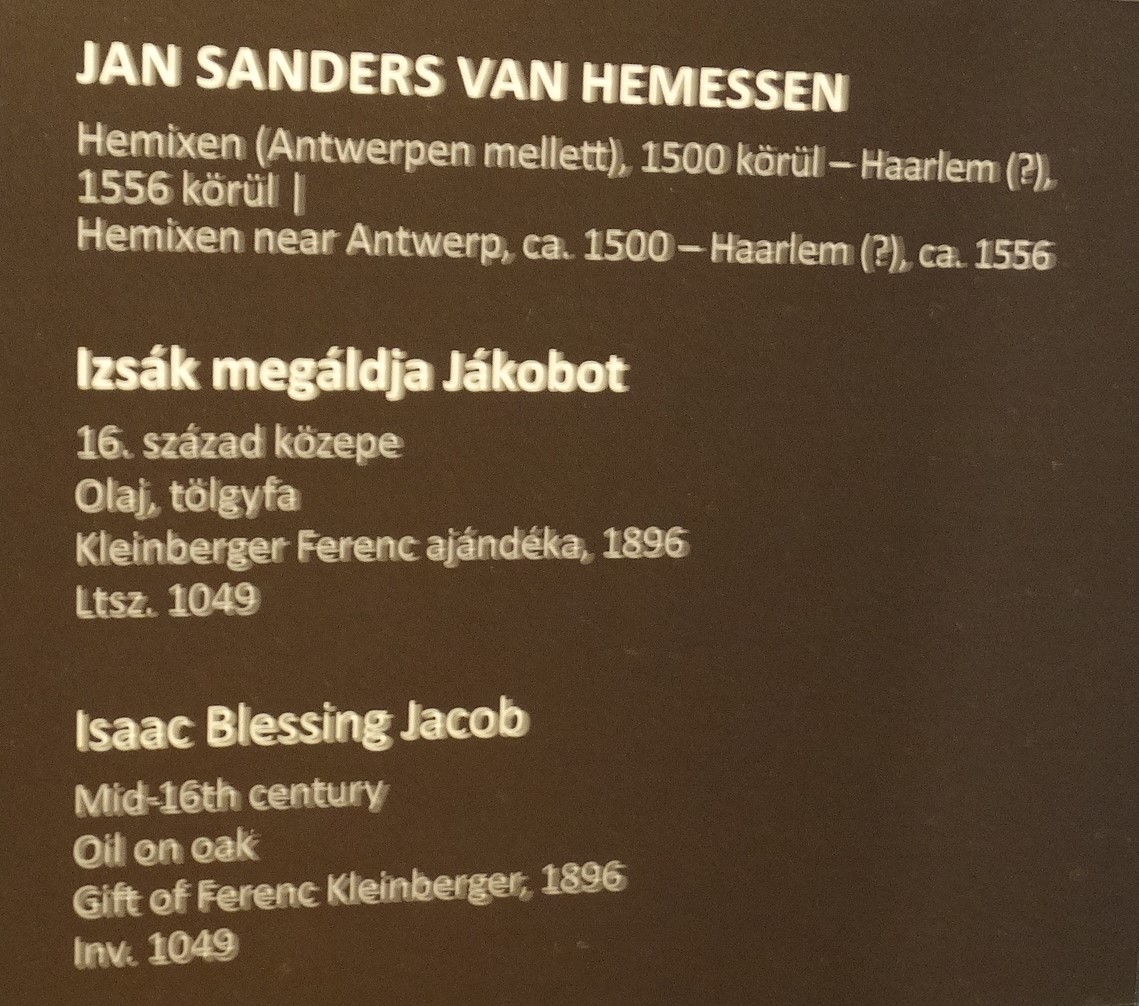 JAN SANDERS VAN HEMESSEN
Hemixen (Antwerpen mellett), 1500 körül – Haarlem (?),
1556 körül |
Hemixen near Antwerp, ca. 1500 – Haarlem (?), ca. 1556
Izsák megáldja Jákobot
16. század közepe
Olaj, tölgyfa
Kleinberger Ferenc ajándéka, 1896
Ltsz. 1049
Isaac Blessing Jacob
Mid-16th century
Oil on oak
Gift of Ferenc Kleinberger, 1896
Inv. 1049